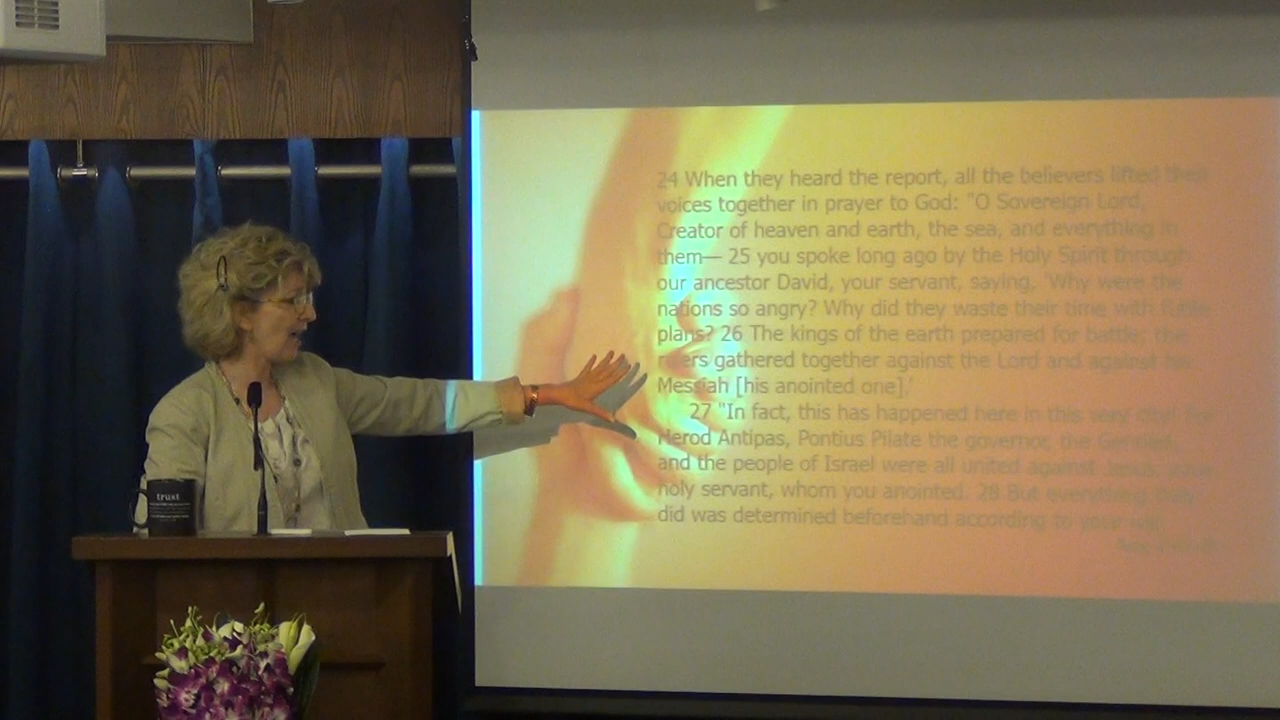 24 When they heard the report, all the believers lifted their
voices together in prayer to God: "O Sovereign Lord,
Creator of heaven and earth, the sea, and everything in
them— 25 you spoke long ago by the Holy Spirit through
our ancestor David, your servant, saying, 'Why were the
nations so angry? Why did they waste their time with futile
plans? 26 The kings of the earth prepared for battle; the
rulers gathered together against the Lord and against his
Messiah [his anointed one].'
27 "In fact, this has happened here in this very city! For
Herod Antipas, Pontius Pilate the governor, the Gentiles,
and the people of Israel were all united against Jesus, your
holy servant, whom you anointed. 28 But everything they
did was determined beforehand according to your will.
trust